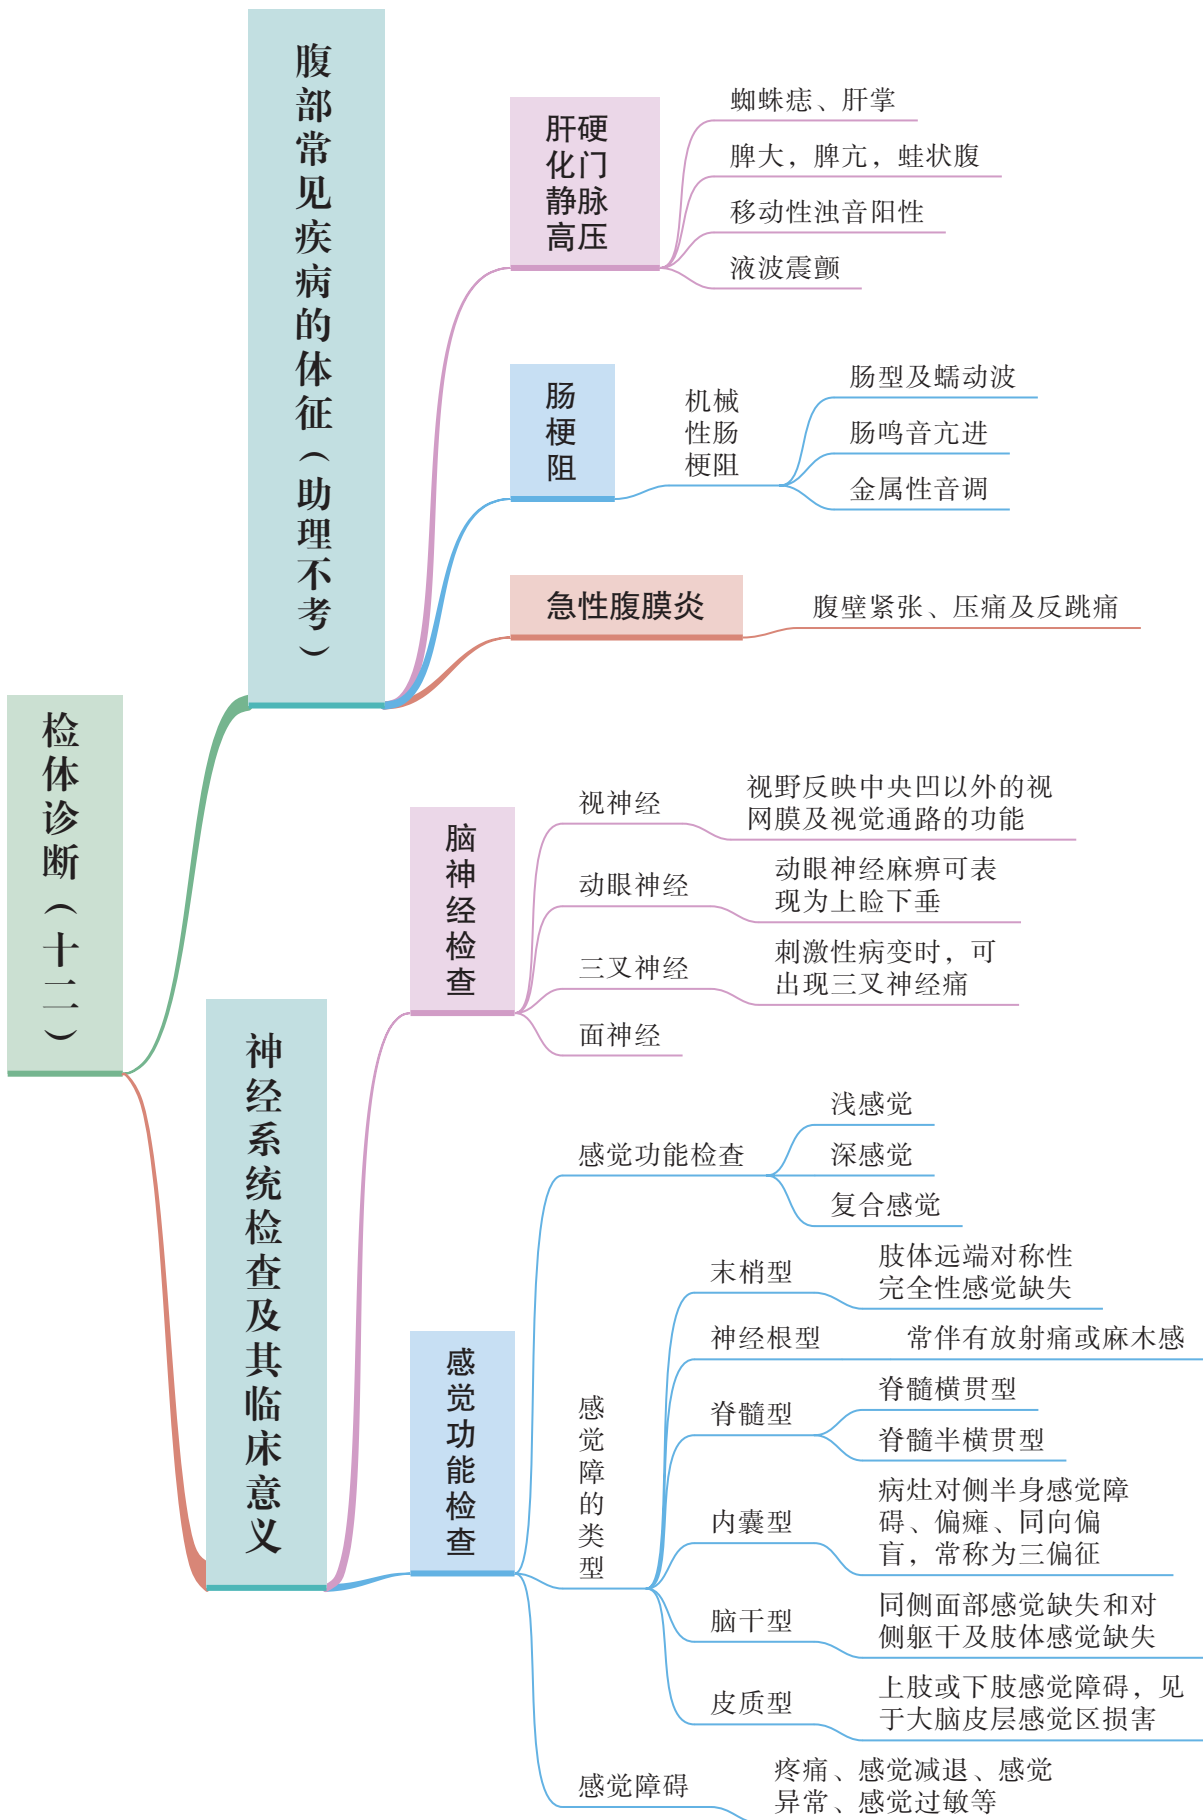 检体诊断（十二）
腹部常见疾病的体征（助理不考）
肝硬
化门
静脉
高压
蜘蛛痣、肝掌
脾大，脾亢，蛙状腹
移动性浊音阳性
液波震颤
肠梗阻
机械
性肠
梗阻
肠型及蠕动波
肠鸣音亢进
金属性音调
急性腹膜炎
腹壁紧张、压痛及反跳痛
神经系统检查及其临床意义
脑神经检查
视神经
视野反映中央凹以外的视
网膜及视觉通路的功能
动眼神经
动眼神经麻痹可表
现为上睑下垂
三叉神经
刺激性病变时，可
出现三叉神经痛
面神经
感觉功能检查
感觉功能检查
浅感觉
深感觉
复合感觉
感觉障的类型
末梢型
肢体远端对称性
完全性感觉缺失
神经根型
常伴有放射痛或麻木感
脊髓型
脊髓横贯型
脊髓半横贯型
内囊型
病灶对侧半身感觉障
碍、偏瘫、同向偏
盲，常称为三偏征
脑干型
同侧面部感觉缺失和对
侧躯干及肢体感觉缺失
皮质型
上肢或下肢感觉障碍，见
于大脑皮层感觉区损害
感觉障碍
疼痛、感觉减退、感觉
异常、感觉过敏等